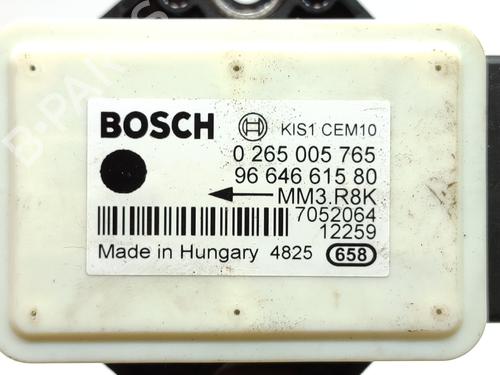 BOSCH KIS1 CEM10
0 265 005 765
96 646 615 80
MM3.R8K
7052064
12259
Made in Hungary 4825 658
B-PARTS